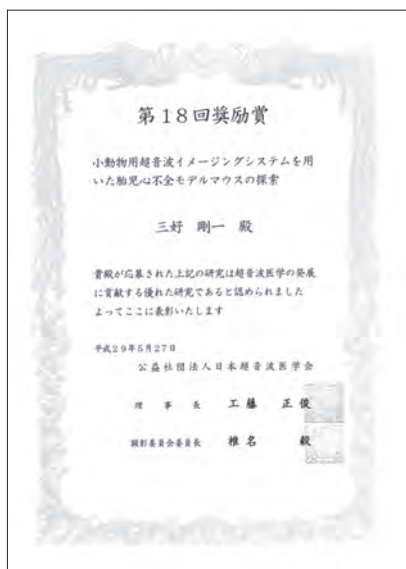 第18回奨励賞
小動物用超音波イメージングシステムを用
いた胎児心不全モデルマウスの探索
三好 剛一 殿
貴殿が応募された上記の研究は超音波医学の発展
に貢献する優れた研究であると認められました
よってここに表彰いたします
平成29年5月27日
公益社団法人日本超音波医学会
理事長 工藤 正俊
顕彰委員会委員長 椎名 毅